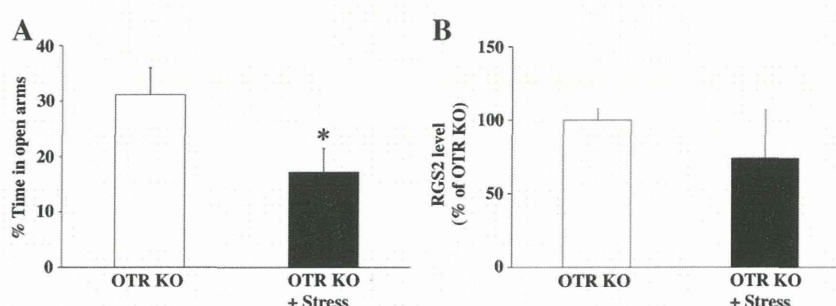 A
% Time in open arms
40
30
20
10
0
*
OTR KO
OTR KO
+ Stress
B
RGS2 level
(% of OTR KO)
150
100
50
0
OTR KO
OTR KO
+ Stress